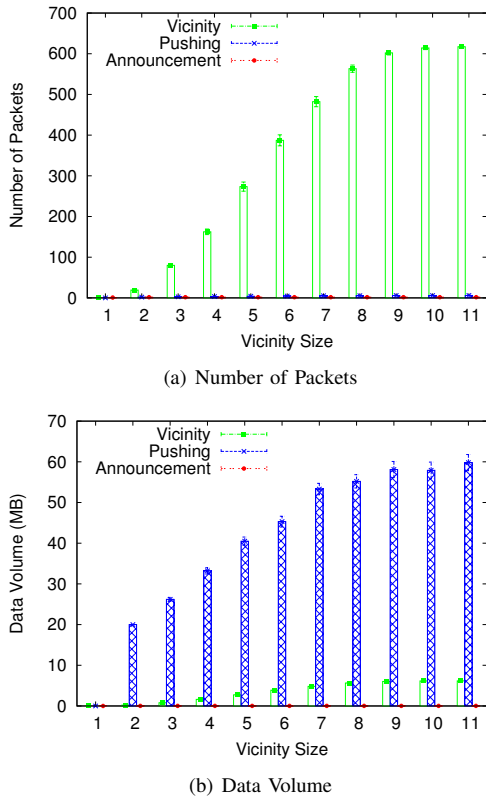 700
600
500
400
300
200
100
0
Number of Packets
Vicinity
Pushing
Announcement
1 2 3 4 5 6 7 8 9 10 11
Vicinity Size
(a) Number of Packets
70
60
50
40
30
20
10
0
Data Volume (MB)
Vicinity
Pushing
Announcement
1 2 3 4 5 6 7 8 9 10 11
Vicinity Size
(b) Data Volume